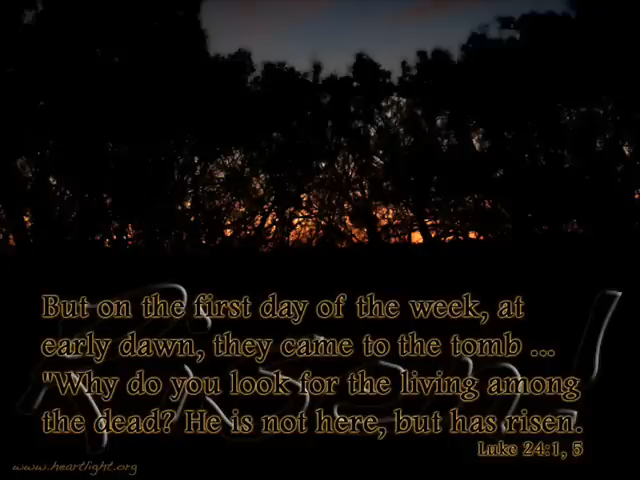 But on the first day of the week, at
early dawn, they came to the tomb ...
"Why do you look for the living among
the dead? He is not here, but has risen.
Luke 24:1, 5
Risen!
www.heartlight.org